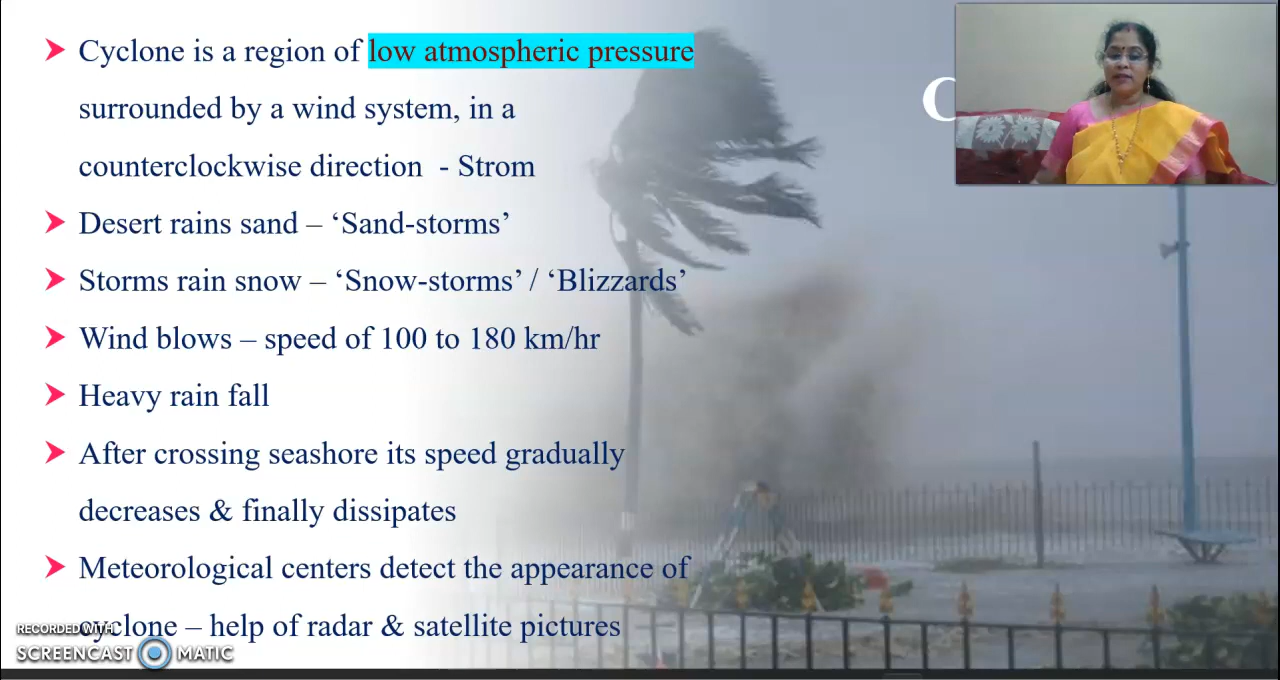 Cyclone is a region of low atmospheric pressure
surrounded by a wind system, in a
counterclockwise direction - Strom
Desert rains sand – ‘Sand-storms’
Storms rain snow – ‘Snow-storms’ / ‘Blizzards’
Wind blows – speed of 100 to 180 km/hr
Heavy rain fall
After crossing seashore its speed gradually
decreases & finally dissipates
Meteorological centers detect the appearance of
cyclone – help of radar & satellite pictures
RECORDED WITH
SCREENCAST MATIC